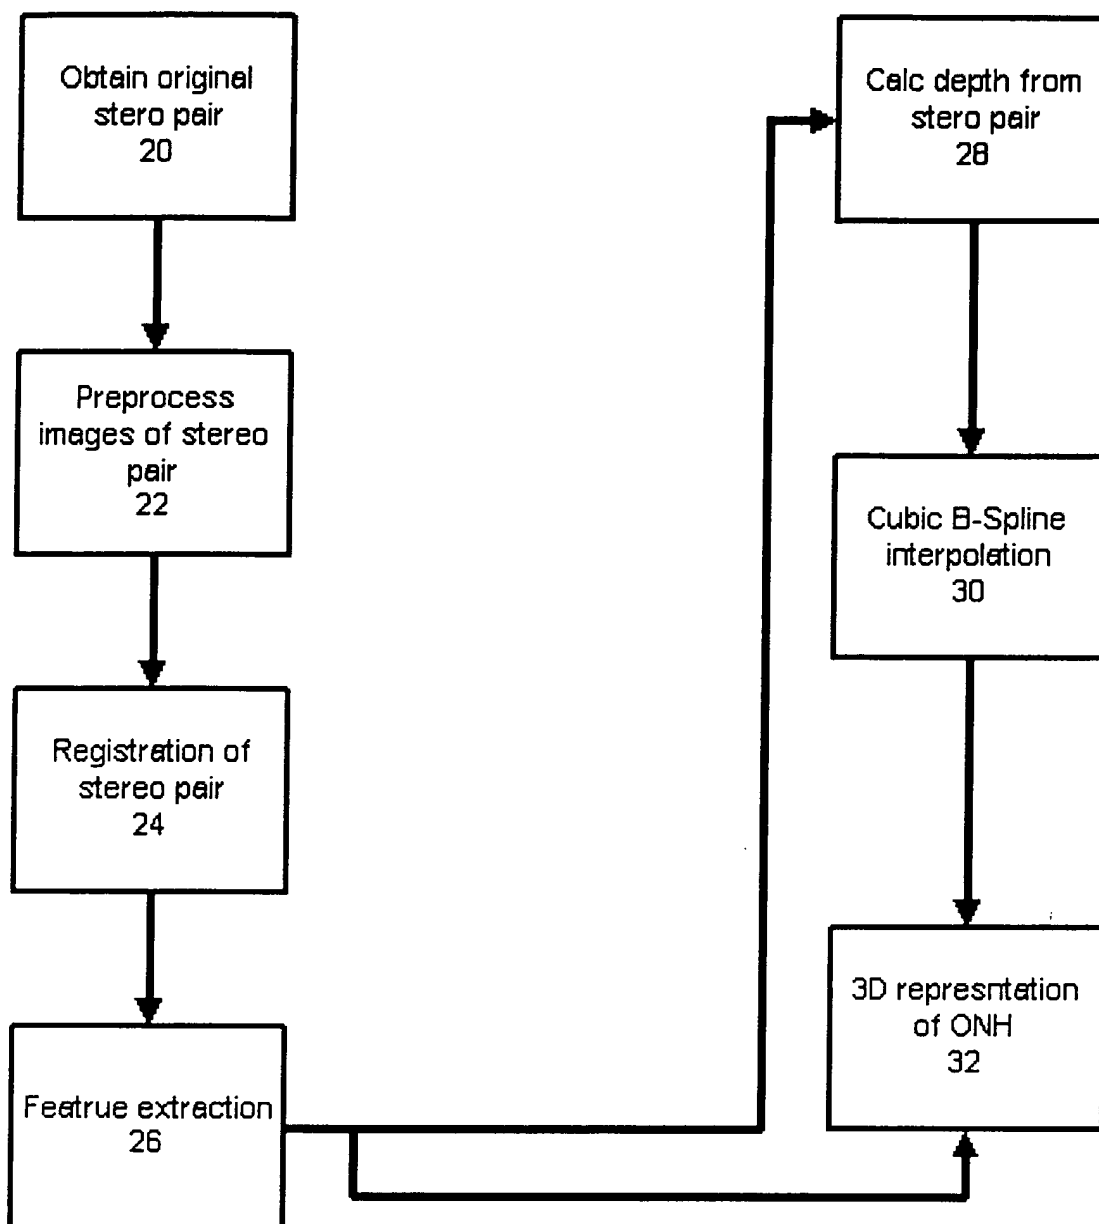 Obtain original
stero pair
20
Preprocess
images of stereo
pair
22
Registration of
stereo pair
24
Featrue extraction
26
Calc depth from
stero pair
28
Cubic B-Spline
interpolation
30
3D represntation
of ONH
32